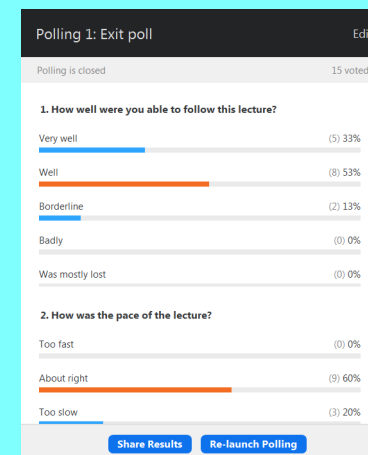 Polling 1: Exit poll Edi
Polling is closed 15 voted
1. How well were you able to follow this lecture?
Very well (5) 33%
Well (8) 53%
Borderline (2) 13%
Badly (0) 0%
Was mostly lost (0) 0%
2. How was the pace of the lecture?
Too fast (0) 0%
About right (9) 60%
Too slow (3) 20%
Share Results Re-launch Polling